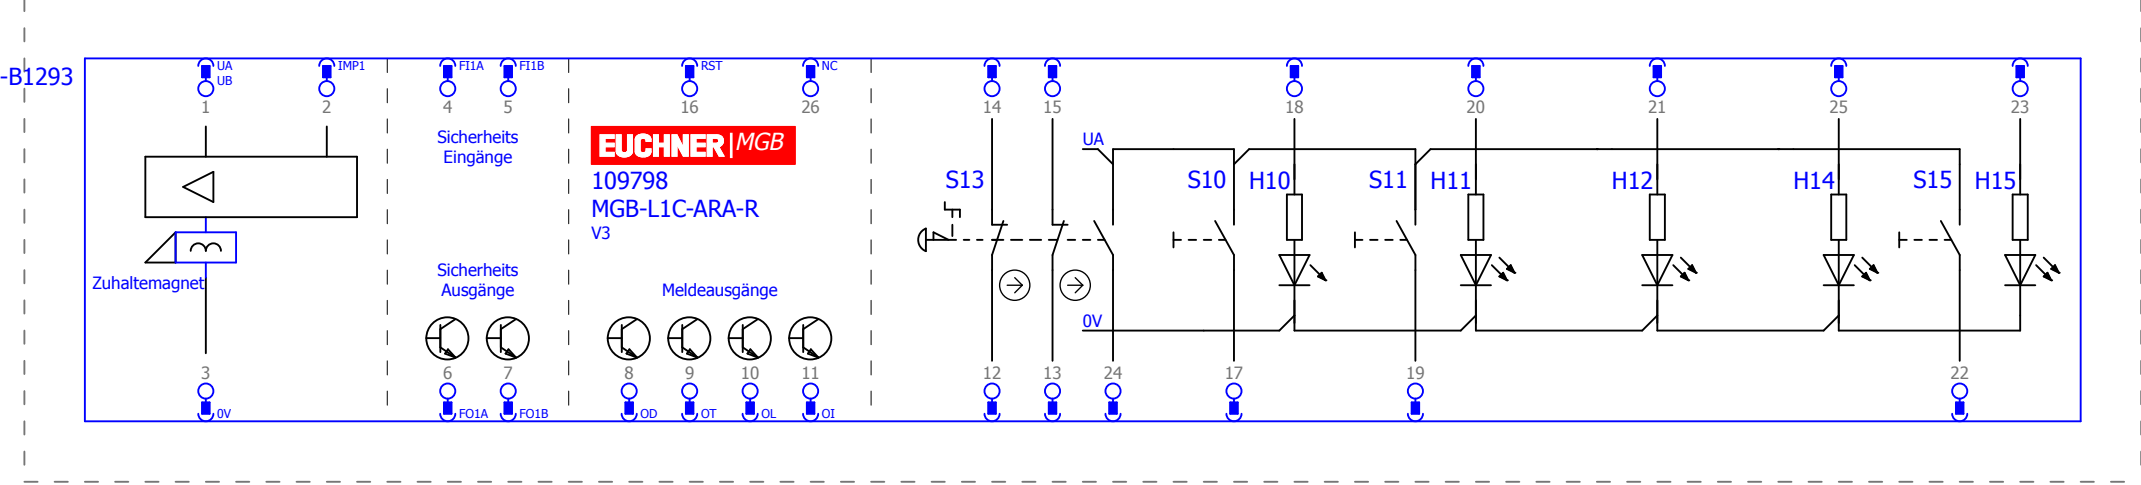 -B1293
UA
UB
IMP1
FI1A
FI1B
RST
NC
1
2
4
5
16
26
14
15
18
20
21
25
23
Sicherheits
Eingänge
EUCHNER|MGB
109798
MGB-L1C-ARA-R
V3
UA
S13
S10
H10
S11
H11
H12
H14
S15
H15
Zuhaltemagnet
Sicherheits
Ausgänge
Meldeausgänge
0V
3
6
7
8
9
10
11
12
13
24
17
19
22
0V
FO1A
FO1B
OD
OT
OL
OI